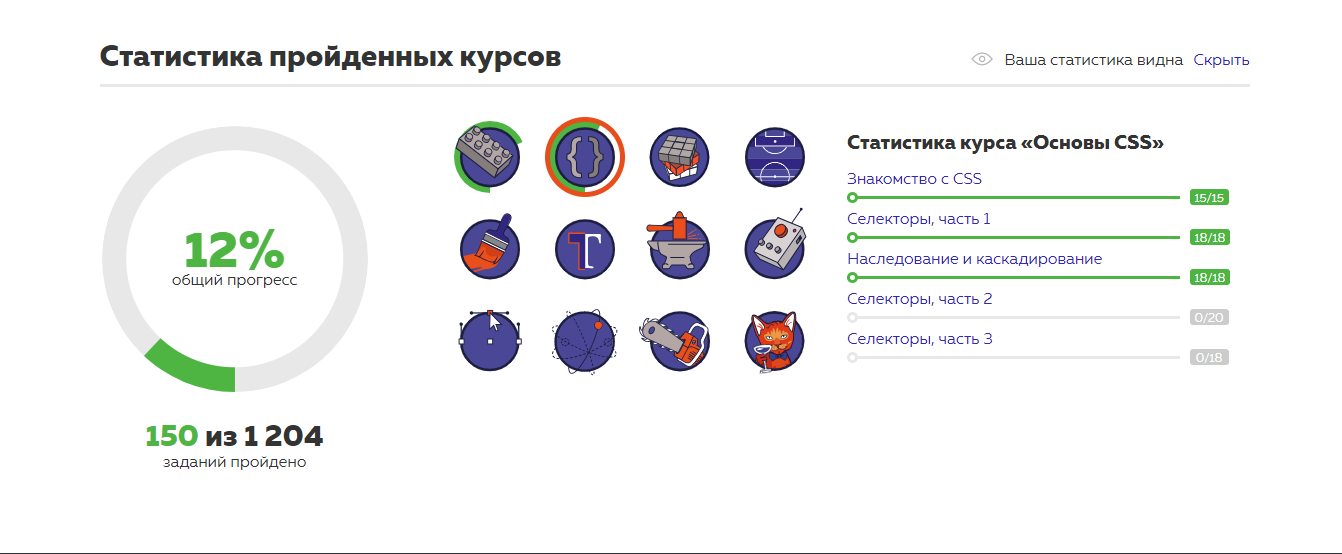 Статистика пройденных курсов
Ваша статистика видна Скрыть
12%
общий прогресс
150 из 1 204
заданий пройдено
{ }
T
Статистика курса «Основы CSS»
Знакомство с CSS
15/15
Селекторы, часть 1
18/18
Наследование и каскадирование
18/18
Селекторы, часть 2
0/20
Селекторы, часть 3
0/18